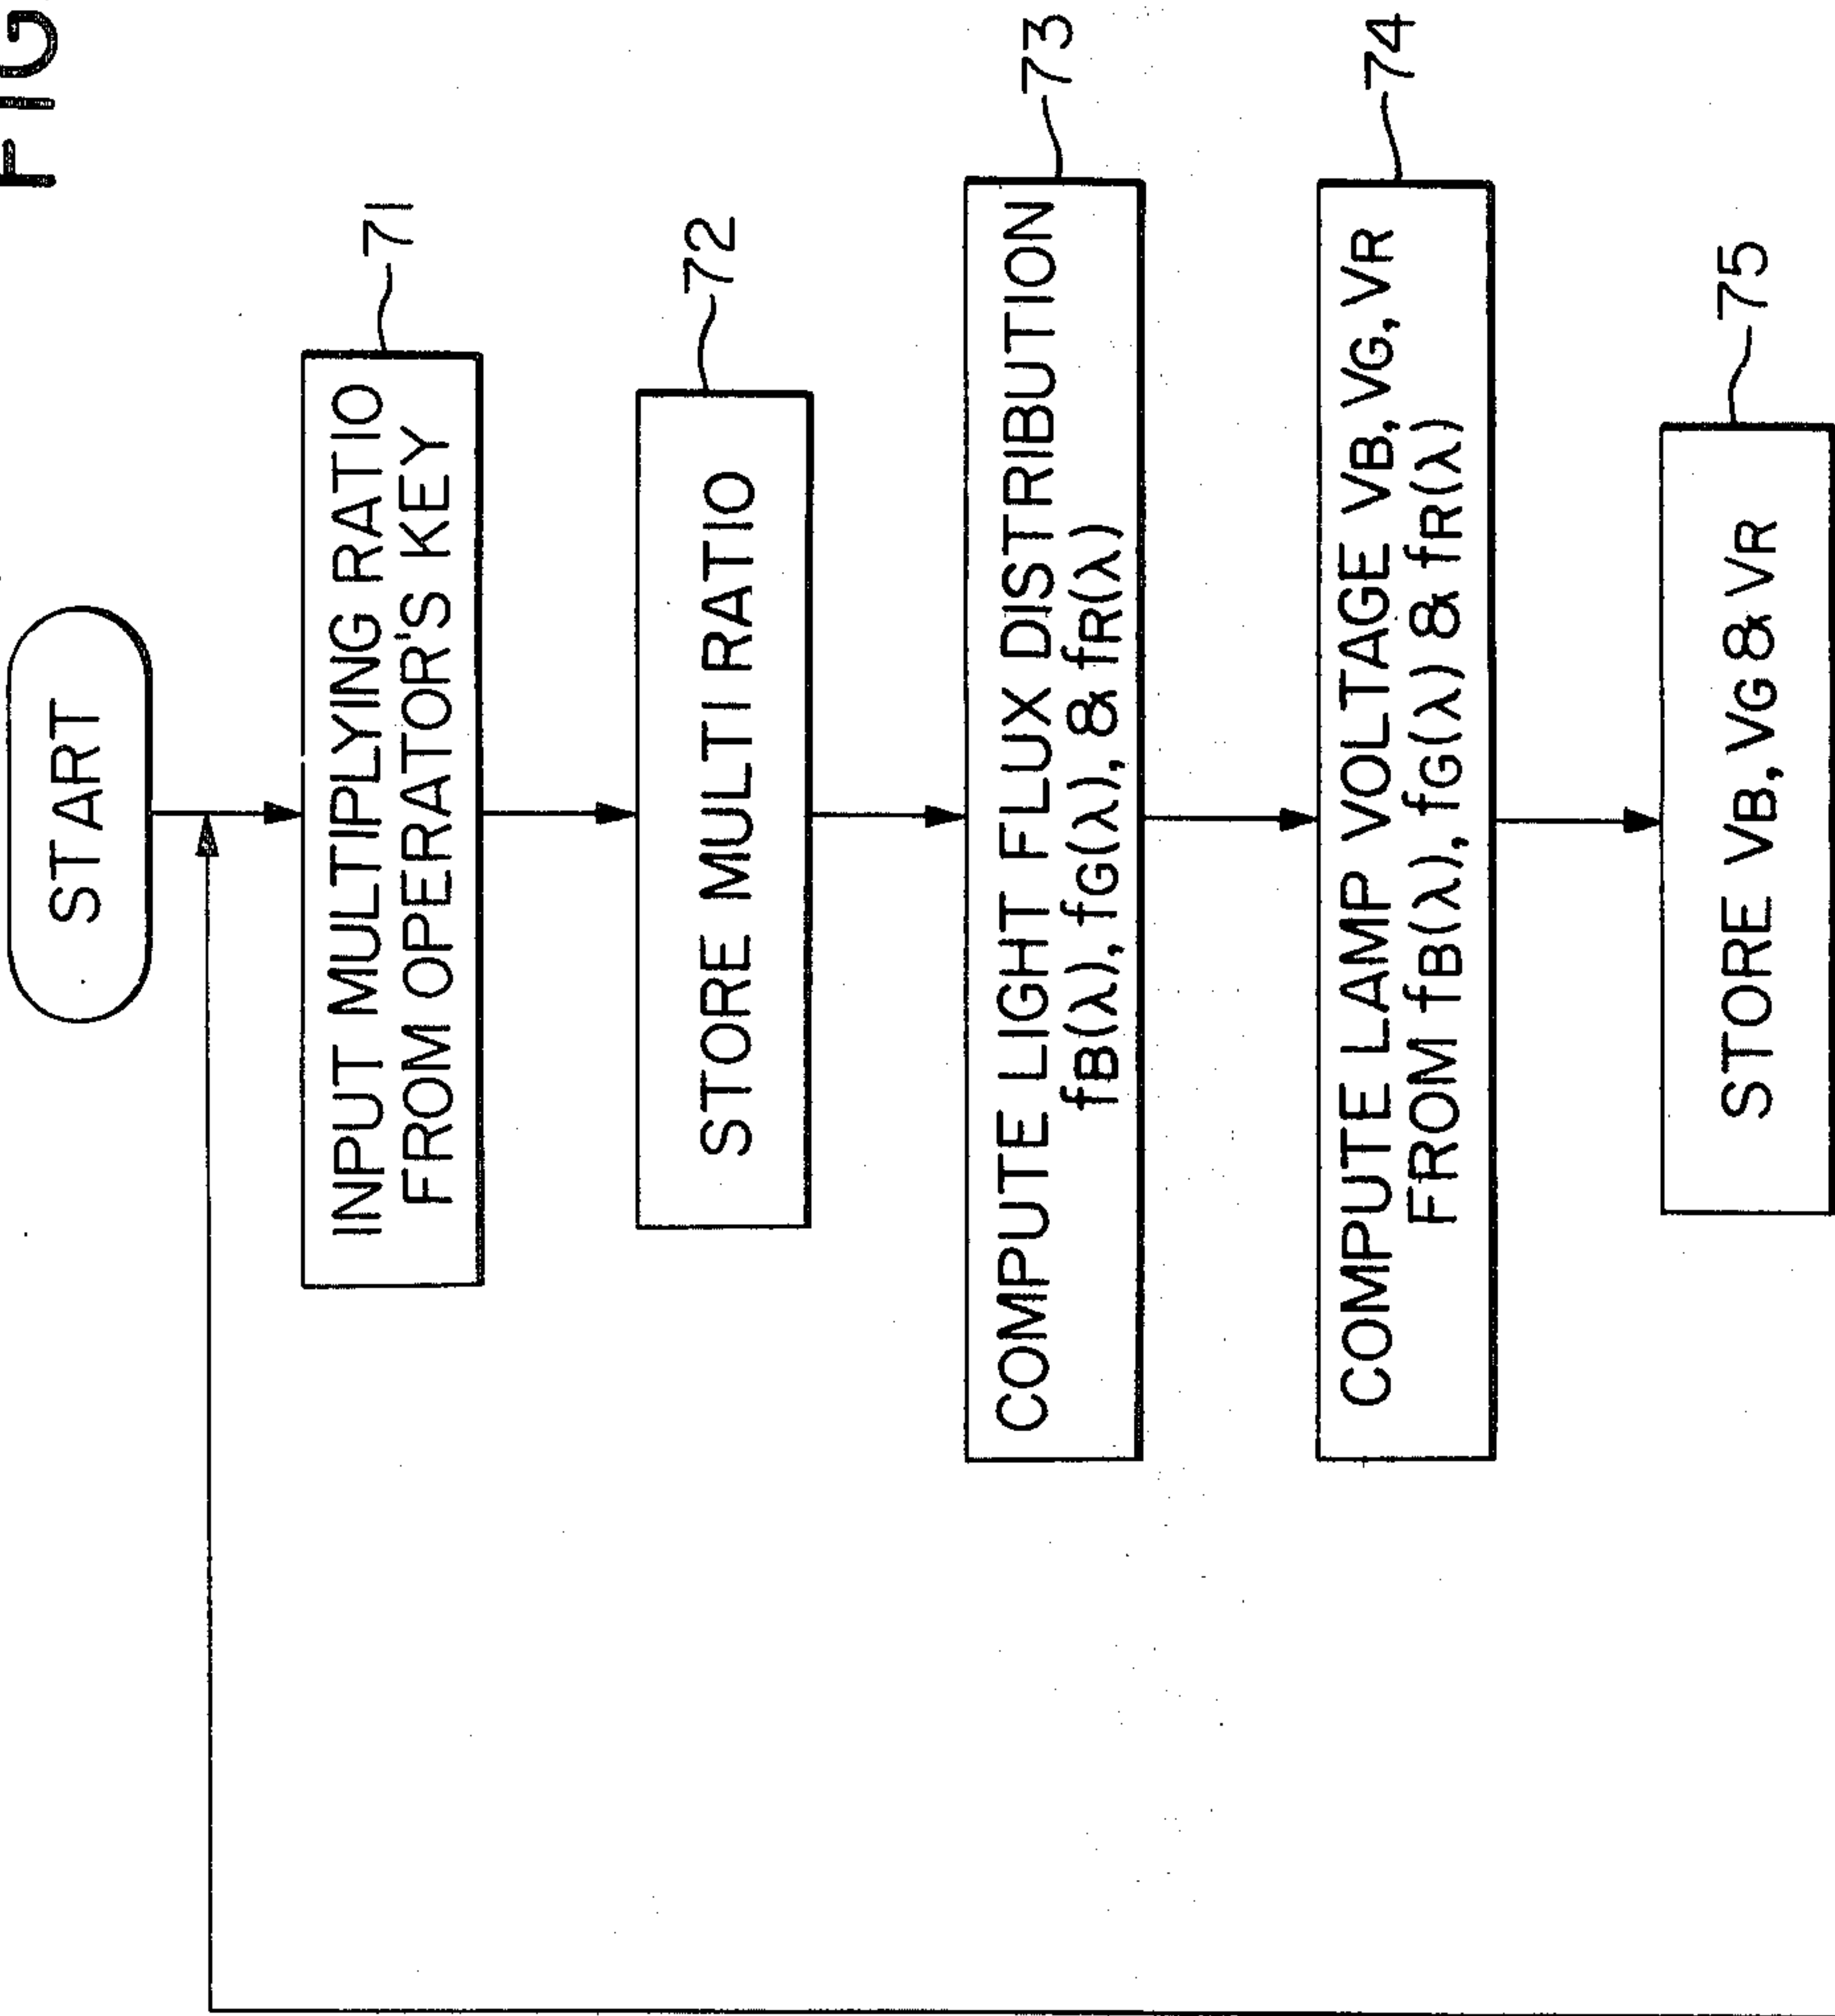 FIG
START
INPUT MULTIPLYING RATIO
FROM OPERATOR'S KEY
71
STORE MULTI RATIO
72
COMPUTE LIGHT FLUX DISTRIBUTION
fB(λ), fG(λ), & fR(λ)
73
COMPUTE LAMP VOLTAGE VB, VG, VR
FROM fB(λ), fG(λ) & fR(λ)
74
STORE VB, VG & VR
75